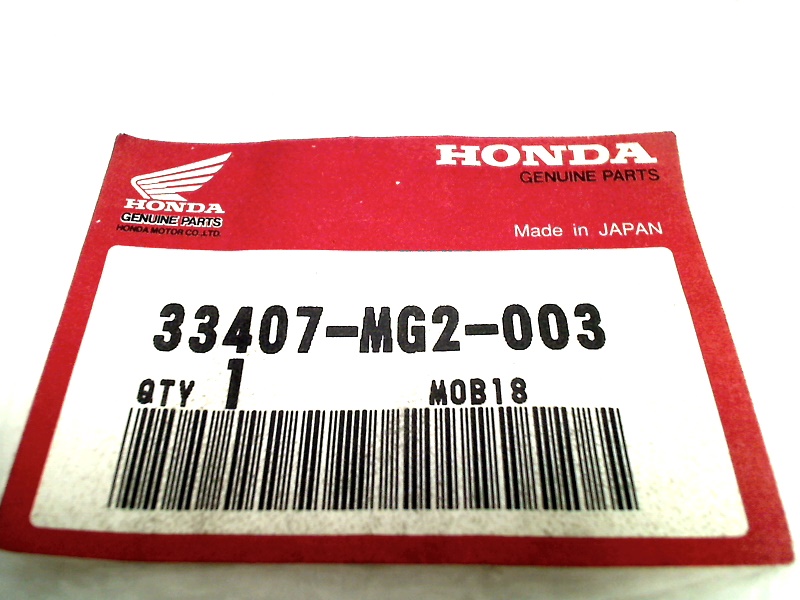 HONDA
GENUINE PARTS
HONDA MOTOR CO.,LTD.
HONDA
GENUINE PARTS
Made in JAPAN
33407-MG2-003
QTY 1 MOB18